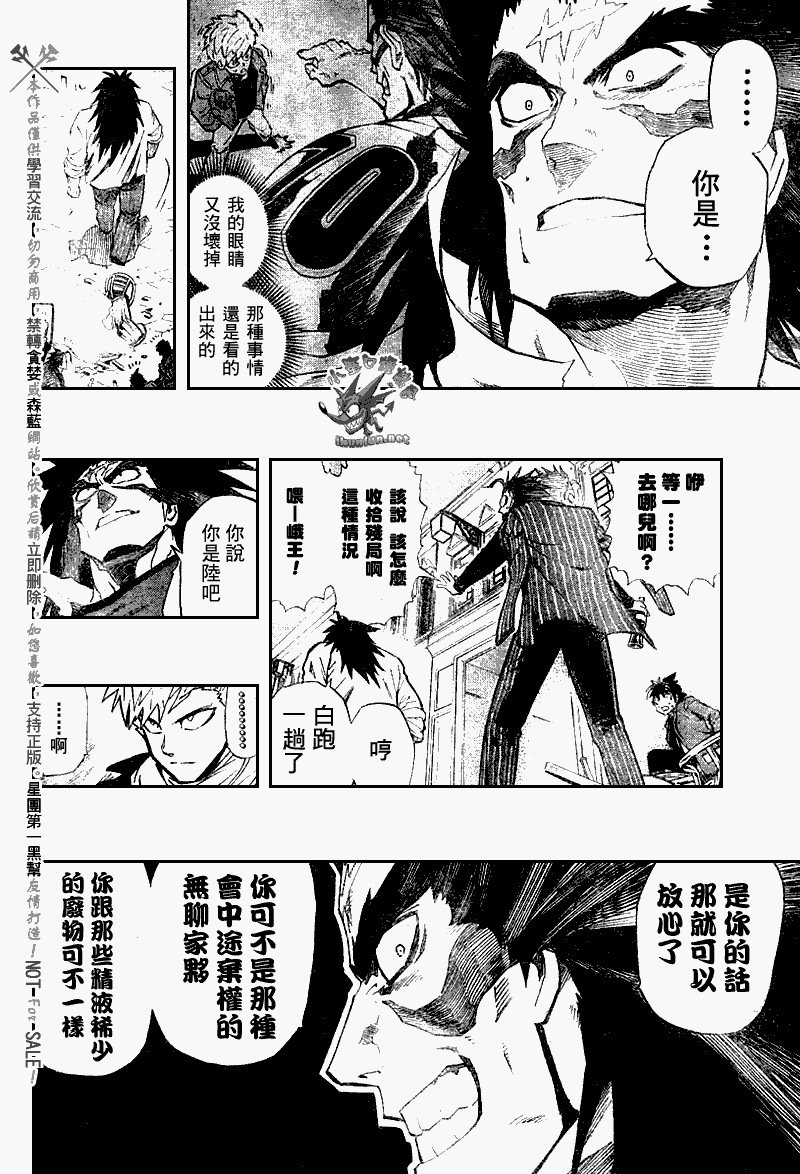 ……
你是…
我的眼睛
又沒壞掉
那種事情
還是看的
出來的
咿
等一……
去哪兒啊？
該說 該怎麼
收拾殘局啊
這種情況
喂－峨王！
哼
白跑
一趟了
你說
你是陸吧
…………
……啊
是你的話
那就可以
放心了
你可不是那種
會中途棄權的
無聊家夥
你跟那些精液稀少
的廢物可不一樣
10
【本作品僅供學習交流【切勿商用。禁轉貪婪或森藍網站。【欣賞后請立即刪除。如您喜歡。支持正版。【星團第一黑幫友情打造！NOT-For-SALE！